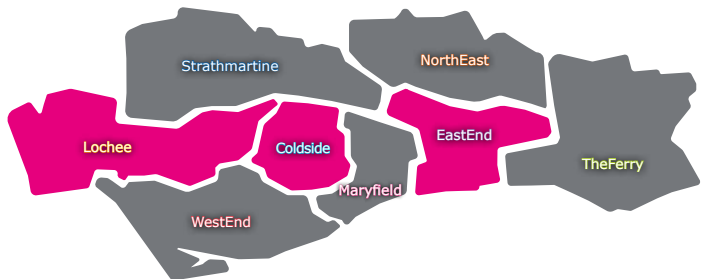 Strathmartine
NorthEast
Lochee
Coldside
EastEnd
TheFerry
Maryfield
WestEnd